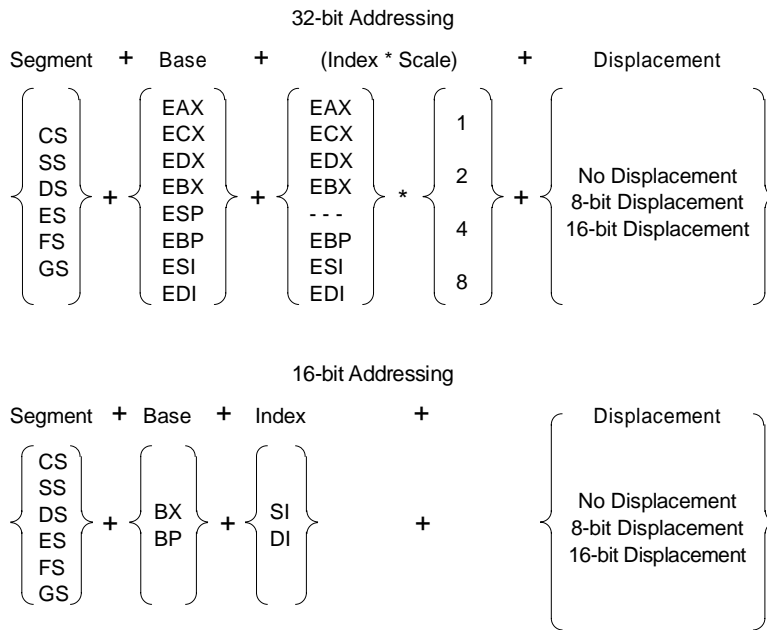 32-bit Addressing
Segment + Base + (Index * Scale) + Displacement
EAX EAX
CS ECX ECX 1
SS EDX EDX
DS EBX EBX 2 No Displacement
ES + ESP + - - - * + 8-bit Displacement
FS EBP EBP 4 16-bit Displacement
GS ESI ESI
EDI EDI 8
16-bit Addressing
Segment + Base + Index + Displacement
CS
SS
DS BX SI No Displacement
ES + BP + DI + 8-bit Displacement
FS 16-bit Displacement
GS